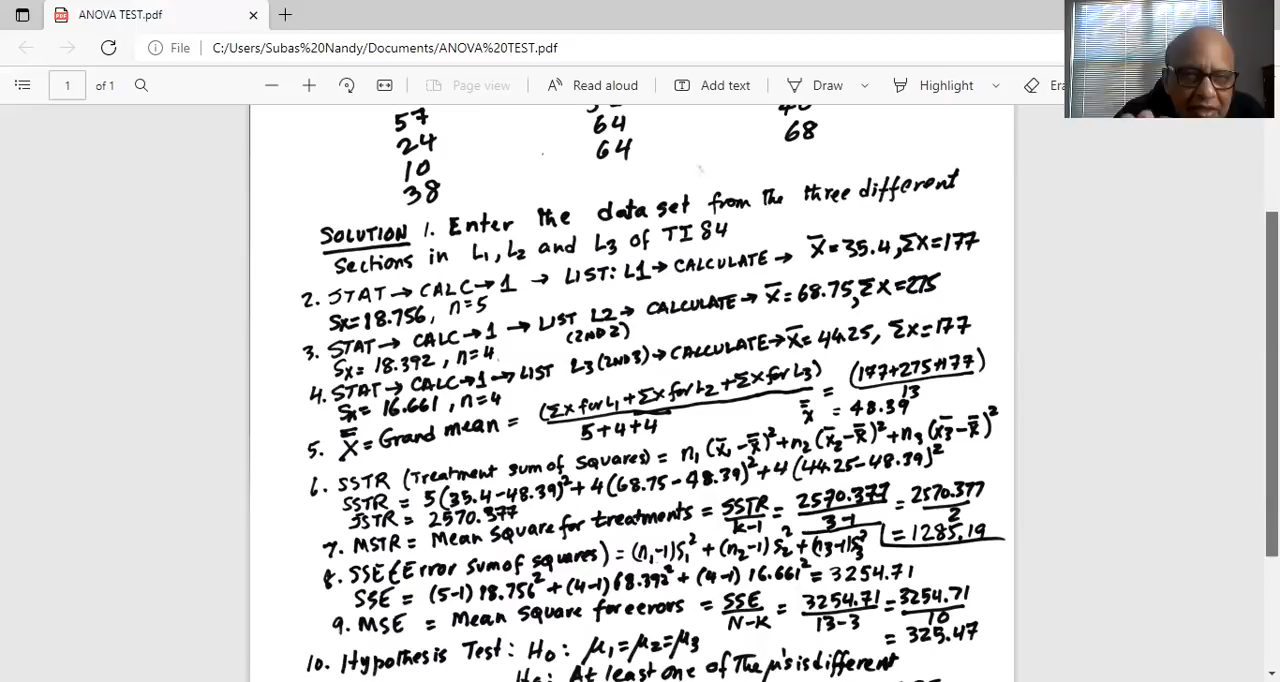 ANOVA TEST.pdf
File C:/Users/Subas%20Nandy/Documents/ANOVA%20TEST.pdf
1 of 1 Page view Read aloud Add text Draw Highlight Era
57 64 68
24 64
10
38
SOLUTION 1. Enter the data set from the three different
sections in L1, L2 and L3 of TI 84
2. STAT → CALC → 1 → LIST: L1 → CALCULATE → x̄ = 35.4, Σx = 177
Sx = 18.756, n = 5
3. STAT → CALC → 1 → LIST L2 → CALCULATE → x̄ = 68.75, Σx = 275
(2ND 2)
Sx = 18.392, n = 4
4. STAT → CALC → 1 → LIST L3 (2ND 3) → CALCULATE → x̄ = 44.25, Σx = 177
Sx = 16.661, n = 4
5. x̿ = Grand mean = (Σx for L1 + Σx for L2 + Σx for L3) / 5+4+4 = (177+275+177) / 13
x̿ = 48.39
6. SSTR (Treatment sum of Squares) = n1(x̄1 - x̿)² + n2(x̄2 - x̿)² + n3(x̄3 - x̿)²
SSTR = 5(35.4-48.39)² + 4(68.75-48.39)² + 4(44.25-48.39)²
SSTR = 2570.377
7. MSTR = Mean Square for treatments = SSTR / k-1 = 2570.377 / 3-1 = 2570.377 / 2
= 1285.19
8. SSE (Error sum of squares) = (n1-1)S1² + (n2-1)S2² + (n3-1)S3²
SSE = (5-1) 18.756² + (4-1) 68.392² + (4-1) 16.661² = 3254.71
9. MSE = Mean Square for errors = SSE / N-K = 3254.71 / 13-3 = 3254.71 / 10
= 325.47
10. Hypothesis Test: H0: μ1 = μ2 = μ3
At least one of The μ's is different